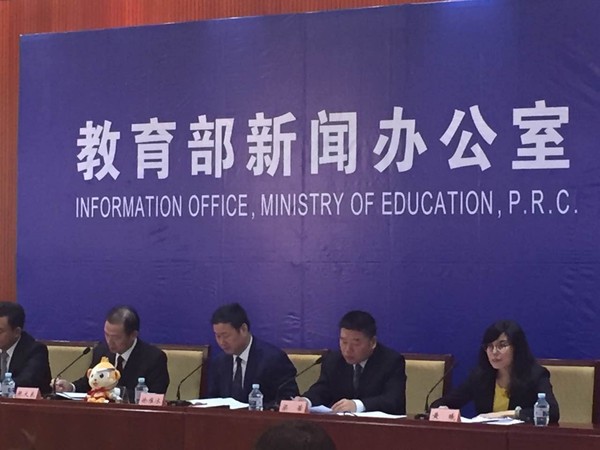 教育部新闻办公室
INFORMATION OFFICE, MINISTRY OF EDUCATION, P.R.C.